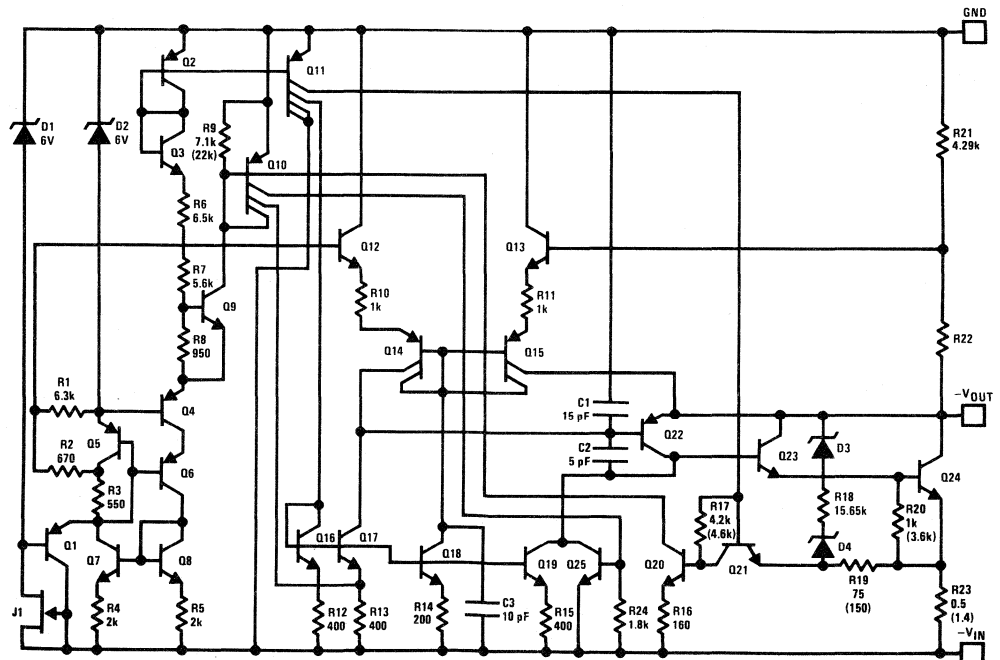 GND
Q2
Q11
D1
6V
D2
6V
R9
7.1k
(22k)
R21
4.29k
Q3
Q10
R6
6.5k
Q12
Q13
R7
5.6k
R10
1k
R11
1k
Q9
R8
950
Q14
Q15
R22
R1
6.3k
Q4
C1
15 pF
-VOUT
Q5
Q22
R2
670
Q6
C2
5 pF
Q23
D3
Q24
R3
550
R17
4.2k
(4.6k)
R18
15.65k
R20
1k
(3.6k)
Q1
Q7
Q8
Q16
Q17
Q18
Q19
Q25
Q20
Q21
D4
R19
75
(150)
J1
R4
2k
R5
2k
R12
400
R13
400
R14
200
C3
10 pF
R15
400
R24
1.8k
R16
160
R23
0.5
(1.4)
-VIN